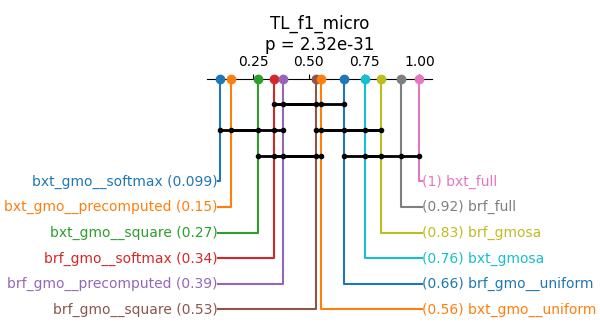 TL_f1_micro
p = 2.32e-31
0.25 0.50 0.75 1.00
bxt_gmo__softmax (0.099) (1) bxt_full
bxt_gmo__precomputed (0.15) (0.92) brf_full
bxt_gmo__square (0.27) (0.83) brf_gmosa
brf_gmo__softmax (0.34) (0.76) bxt_gmosa
brf_gmo__precomputed (0.39) (0.66) brf_gmo__uniform
brf_gmo__square (0.53) (0.56) bxt_gmo__uniform